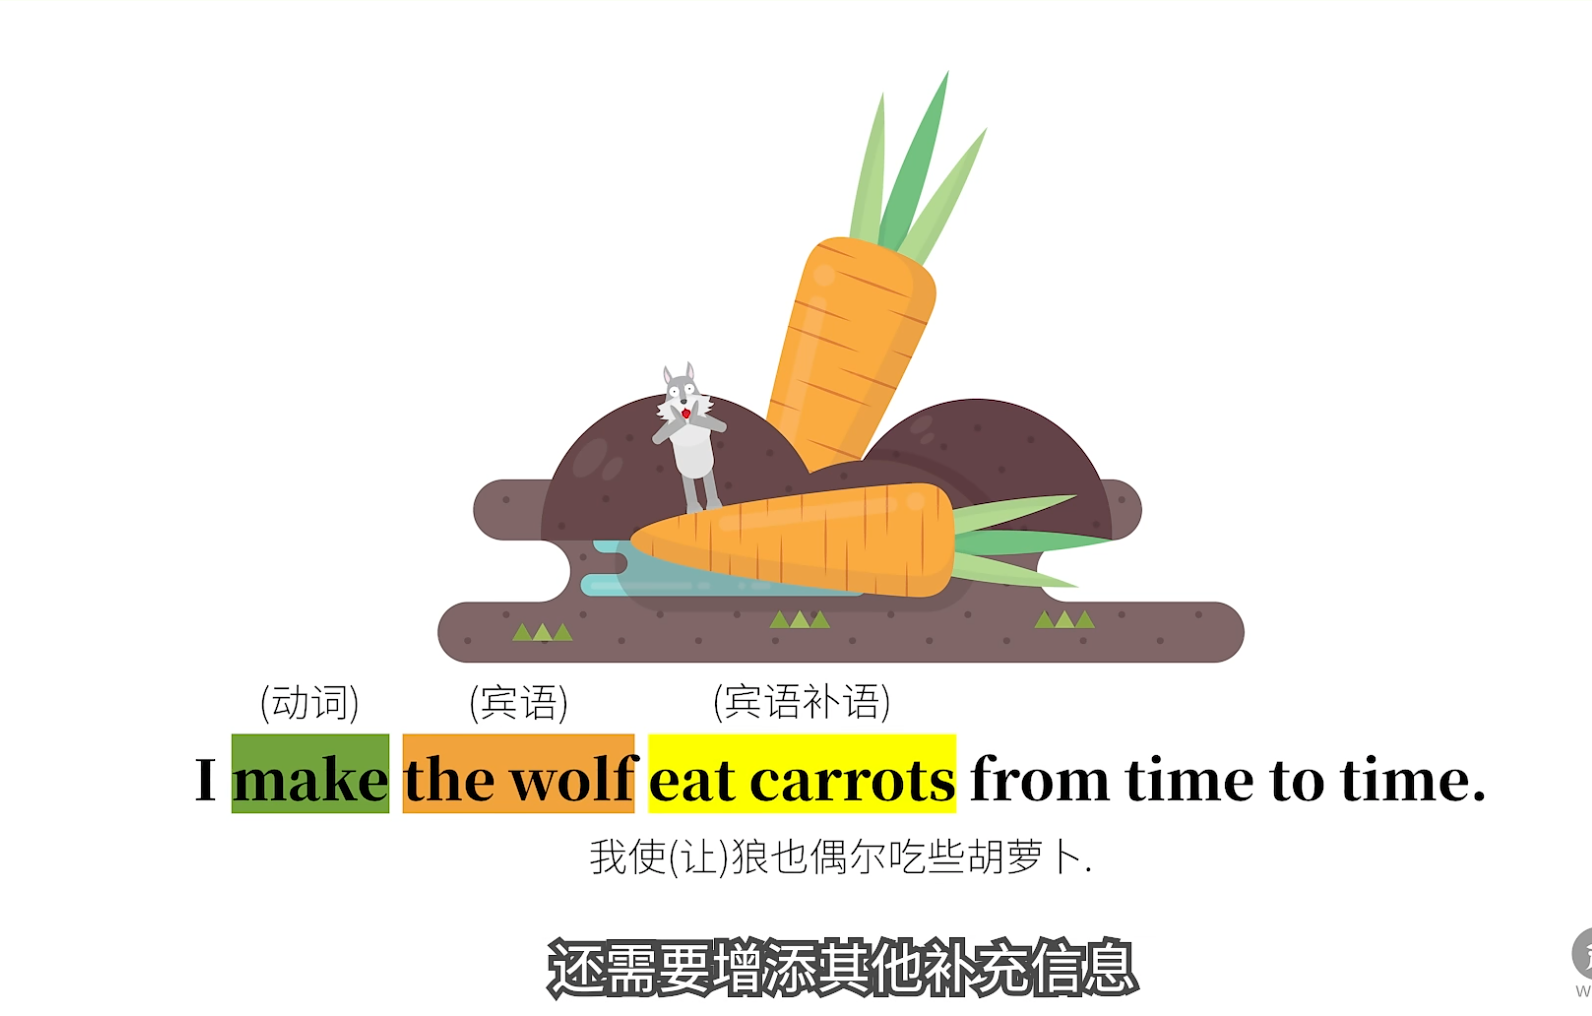 (动词) (宾语) (宾语补语)
I make the wolf eat carrots from time to time.
我使(让)狼也偶尔吃些胡萝卜.
还需要增添其他补充信息